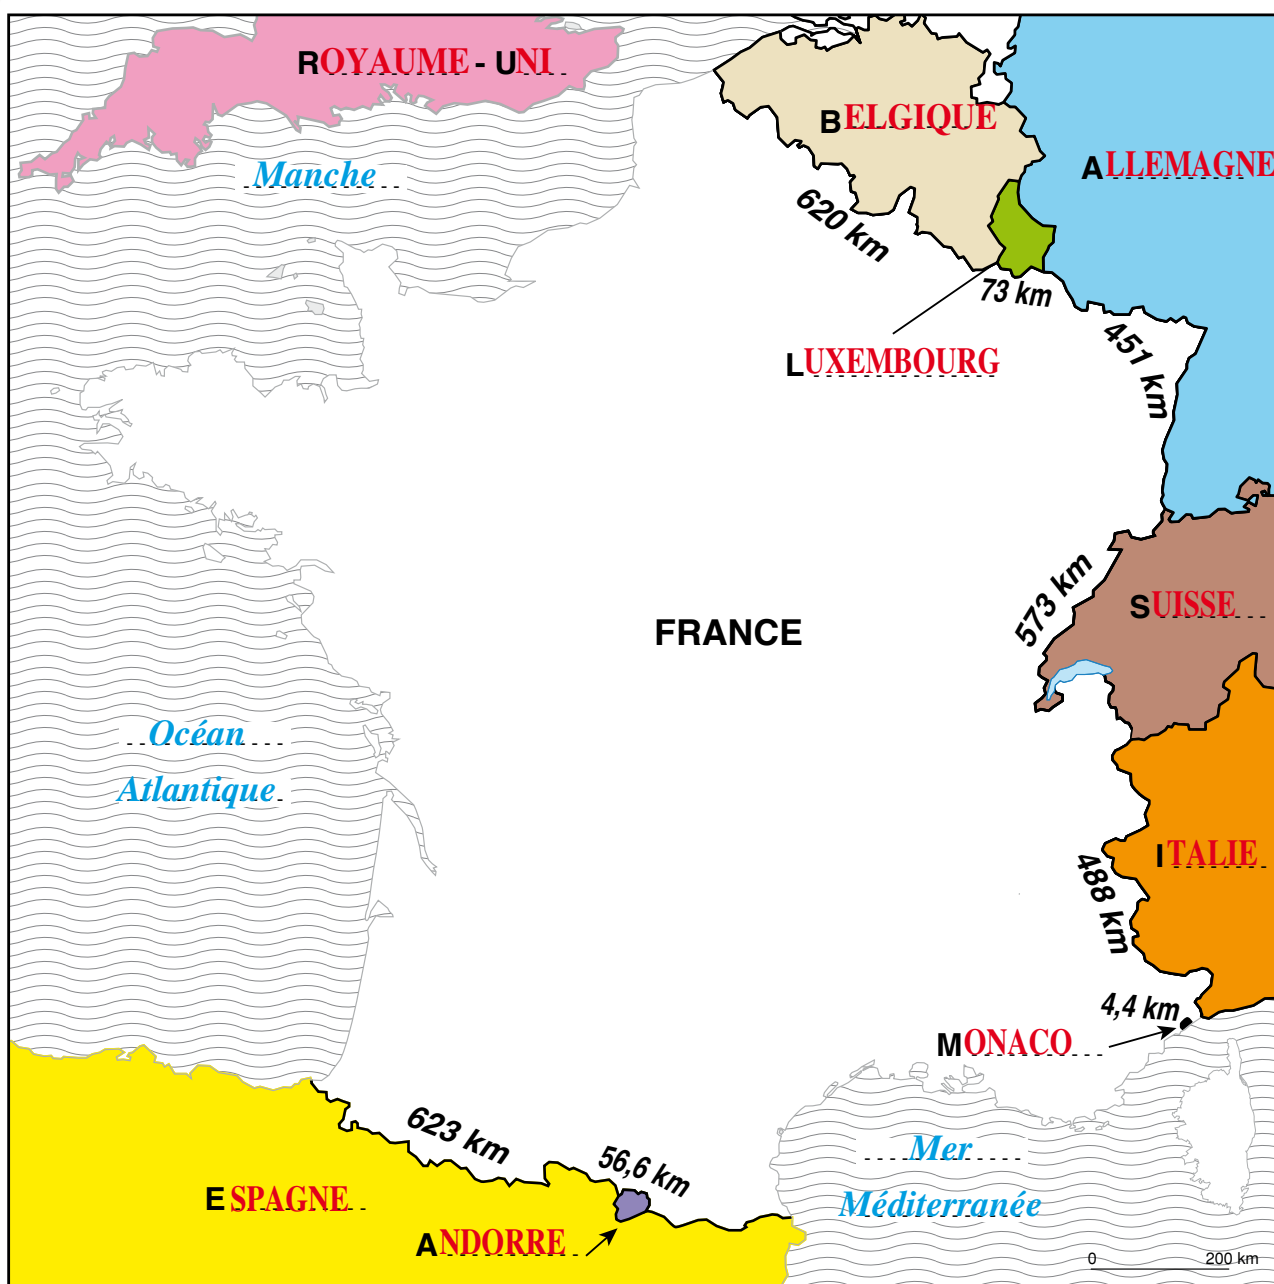 ROYAUME - UNI
BELGIQUE
ALLEMAGNE
Manche
620 km
73 km
451 km
LUXEMBOURG
573 km
SUISSE
FRANCE
Océan
Atlantique
ITALIE
488 km
4,4 km
MONACO
623 km
56,6 km
Mer
Méditerranée
ESPAGNE
ANDORRE
0 200 km